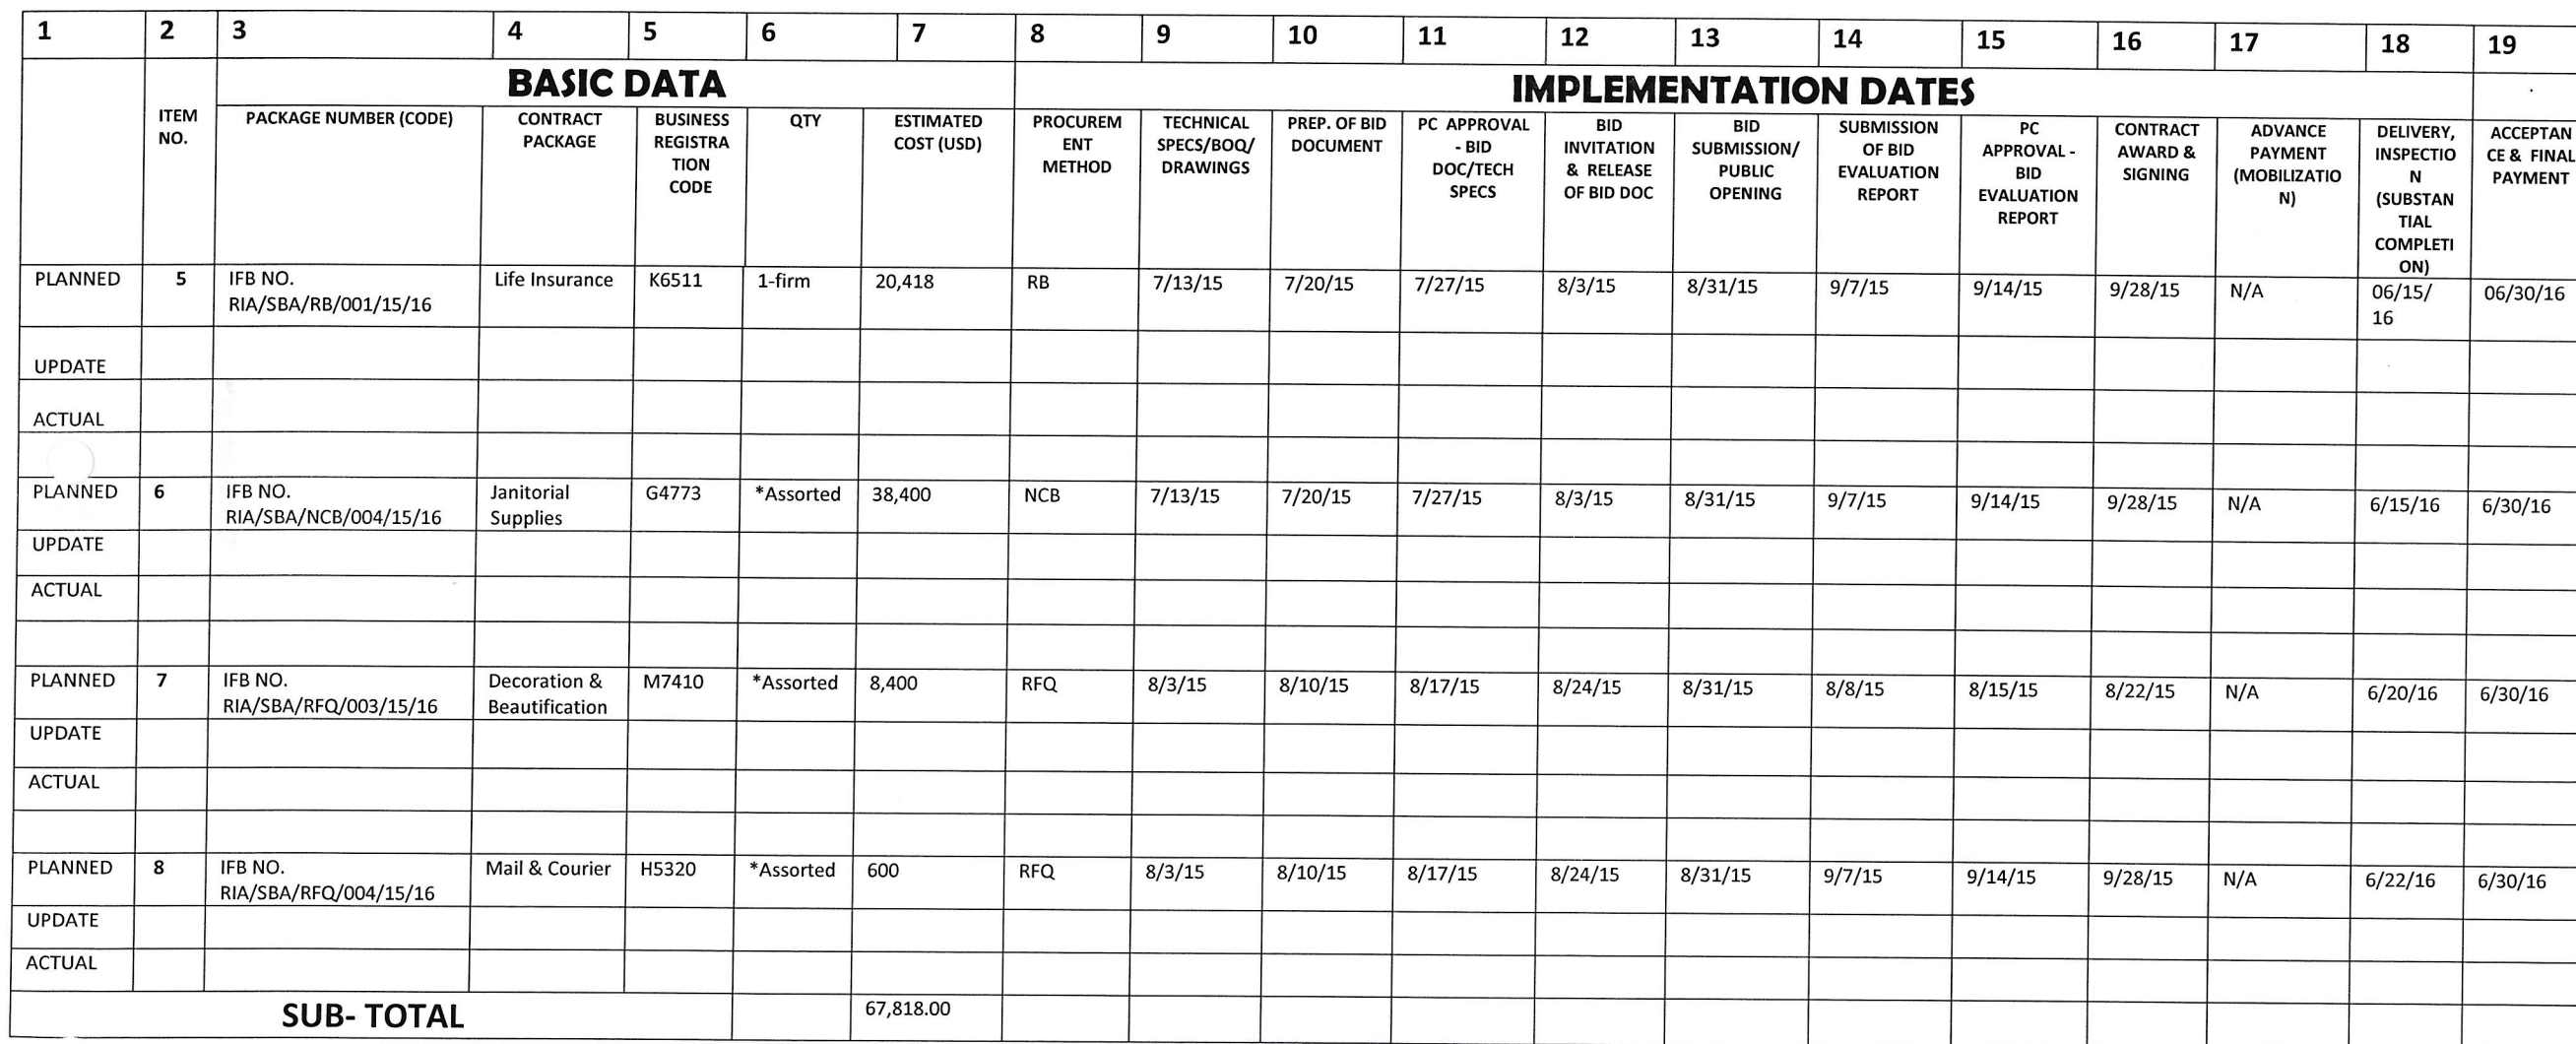 1 2 3 4 5 6 7 8 9 10 11 12 13 14 15 16 17 18 19
BASIC DATA IMPLEMENTATION DATES
ITEM NO. PACKAGE NUMBER (CODE) CONTRACT PACKAGE BUSINESS REGISTRA TION CODE QTY ESTIMATED COST (USD) PROCUREM ENT METHOD TECHNICAL SPECS/BOQ/ DRAWINGS PREP. OF BID DOCUMENT PC APPROVAL - BID DOC/TECH SPECS BID INVITATION & RELEASE OF BID DOC BID SUBMISSION/ PUBLIC OPENING SUBMISSION OF BID EVALUATION REPORT PC APPROVAL - BID EVALUATION REPORT CONTRACT AWARD & SIGNING ADVANCE PAYMENT (MOBILIZATIO N) DELIVERY, INSPECTIO N (SUBSTAN TIAL COMPLETI ON) ACCEPTAN CE & FINAL PAYMENT
PLANNED 5 IFB NO. RIA/SBA/RB/001/15/16 Life Insurance K6511 1-firm 20,418 RB 7/13/15 7/20/15 7/27/15 8/3/15 8/31/15 9/7/15 9/14/15 9/28/15 N/A 06/15/ 16 06/30/16
UPDATE
ACTUAL
PLANNED 6 IFB NO. RIA/SBA/NCB/004/15/16 Janitorial Supplies G4773 *Assorted 38,400 NCB 7/13/15 7/20/15 7/27/15 8/3/15 8/31/15 9/7/15 9/14/15 9/28/15 N/A 6/15/16 6/30/16
UPDATE
ACTUAL
PLANNED 7 IFB NO. RIA/SBA/RFQ/003/15/16 Decoration & Beautification M7410 *Assorted 8,400 RFQ 8/3/15 8/10/15 8/17/15 8/24/15 8/31/15 8/8/15 8/15/15 8/22/15 N/A 6/20/16 6/30/16
UPDATE
ACTUAL
PLANNED 8 IFB NO. RIA/SBA/RFQ/004/15/16 Mail & Courier H5320 *Assorted 600 RFQ 8/3/15 8/10/15 8/17/15 8/24/15 8/31/15 9/7/15 9/14/15 9/28/15 N/A 6/22/16 6/30/16
UPDATE
ACTUAL
SUB- TOTAL 67,818.00